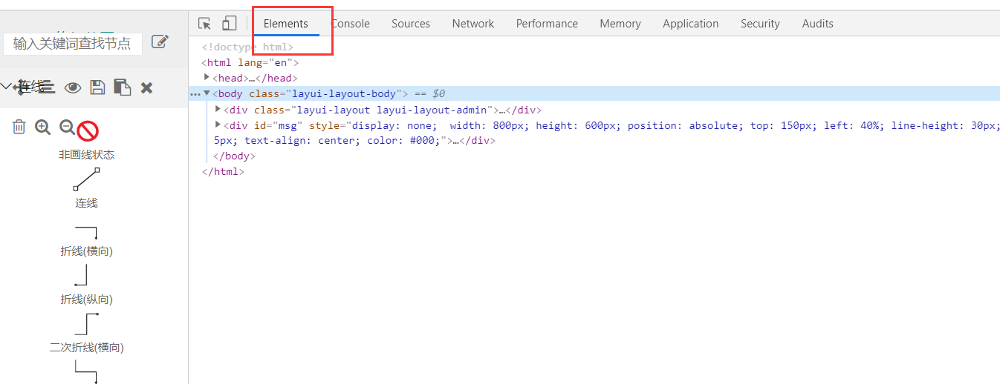 Elements Console Sources Network Performance Memory Application Security Audits
输入关键词查找节点
<!doctype html>
<html lang="en">
<head>…</head>
连线
<body class="layui-layout-body"> == $0
<div class="layui-layout layui-layout-admin">…</div>
<div id="msg" style="display: none;  width: 800px; height: 600px; position: absolute; top: 150px; left: 40%; line-height: 30px;
5px; text-align: center; color: #000;">…</div>
</body>
</html>
非画线状态
连线
折线(横向)
折线(纵向)
二次折线(横向)